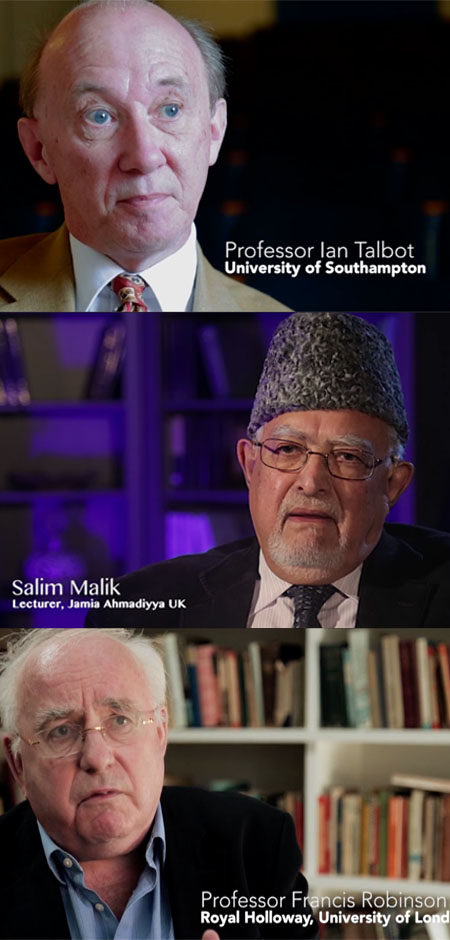 Professor Ian Talbot
University of Southampton
Salim Malik
Lecturer, Jamia Ahmadiyya UK
Professor Francis Robinson
Royal Holloway, University of Lond